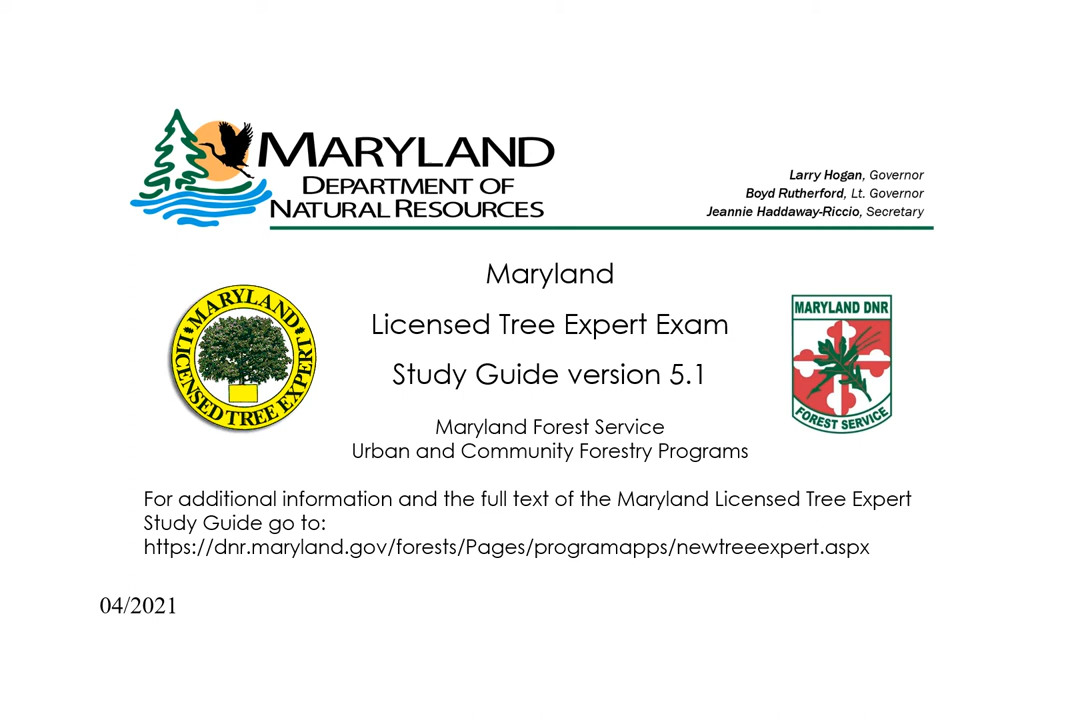 MARYLAND
DEPARTMENT OF
NATURAL RESOURCES
Larry Hogan, Governor
Boyd Rutherford, Lt. Governor
Jeannie Haddaway-Riccio, Secretary
Maryland
Licensed Tree Expert Exam
Study Guide version 5.1
MARYLAND
LICENSED TREE EXPERT
MARYLAND DNR
FOREST SERVICE
Maryland Forest Service
Urban and Community Forestry Programs
For additional information and the full text of the Maryland Licensed Tree Expert
Study Guide go to:
https://dnr.maryland.gov/forests/Pages/programapps/newtreeexpert.aspx
04/2021